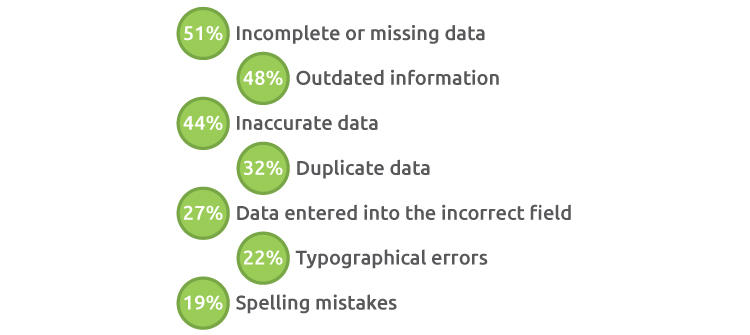 51% Incomplete or missing data
48% Outdated information
44% Inaccurate data
32% Duplicate data
27% Data entered into the incorrect field
22% Typographical errors
19% Spelling mistakes